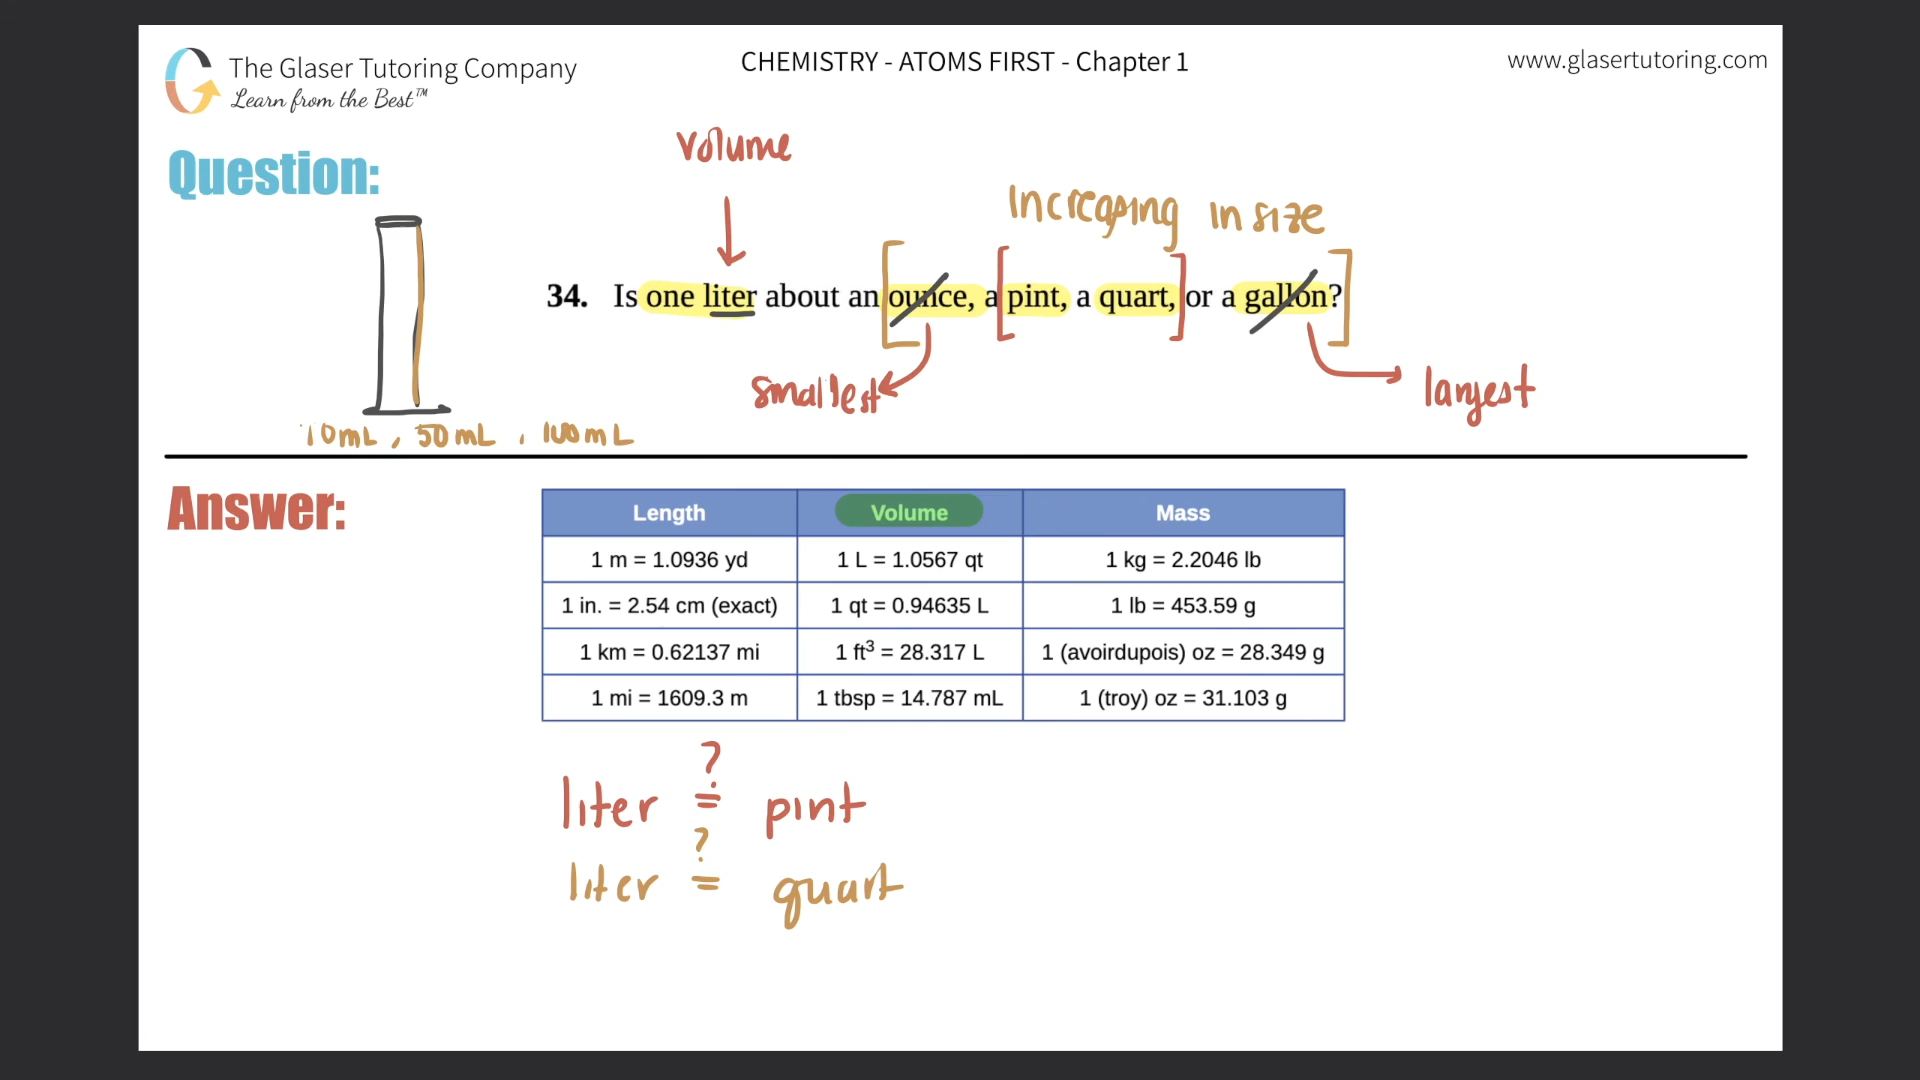 The Glaser Tutoring Company
Learn from the Best™
CHEMISTRY - ATOMS FIRST - Chapter 1
www.glasertutoring.com
Question:
volume
Increasing in size
34. Is one liter about an ounce, a pint, a quart, or a gallon?
smallest
largest
10mL, 50mL, 100mL
Answer:
Length Volume Mass
1 m = 1.0936 yd 1 L = 1.0567 qt 1 kg = 2.2046 lb
1 in. = 2.54 cm (exact) 1 qt = 0.94635 L 1 lb = 453.59 g
1 km = 0.62137 mi 1 ft³ = 28.317 L 1 (avoirdupois) oz = 28.349 g
1 mi = 1609.3 m 1 tbsp = 14.787 mL 1 (troy) oz = 31.103 g
?
liter = pint
?
liter = quart